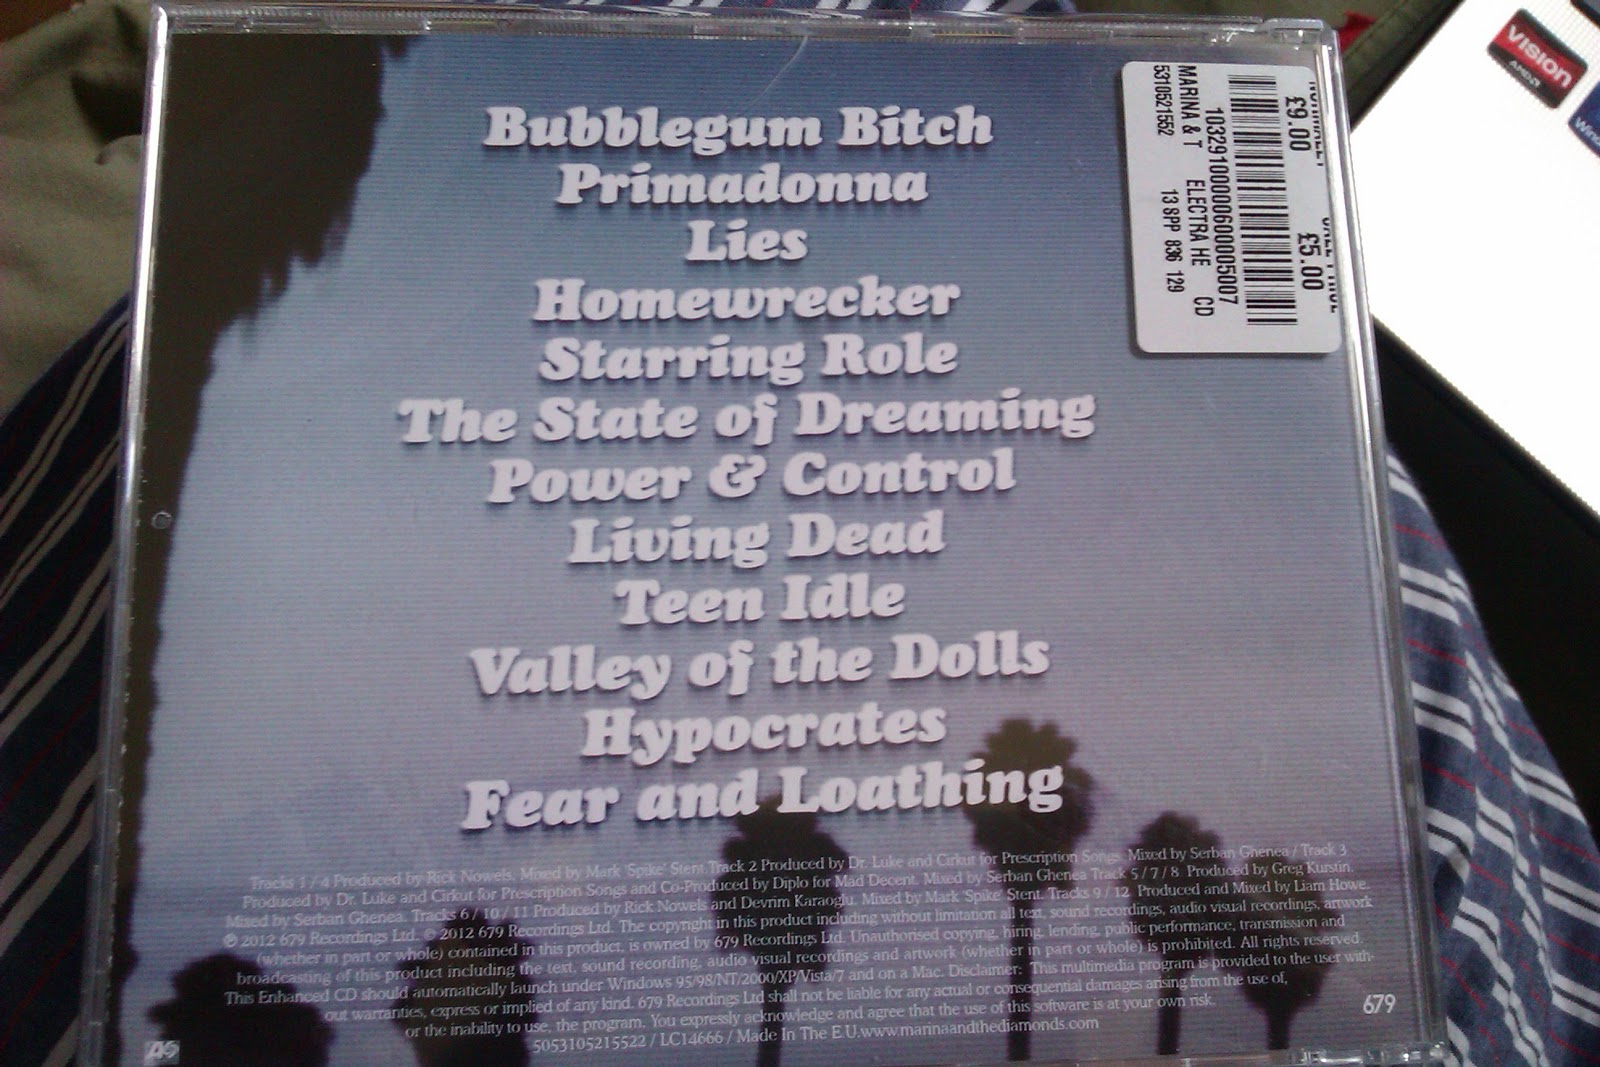 Bubblegum Bitch
Primadonna
Lies
Homewrecker
Starring Role
The State of Dreaming
Power & Control
Living Dead
Teen Idle
Valley of the Dolls
Hypocrates
Fear and Loathing
Tracks 1 / 4 Produced by Rick Nowels. Mixed by Mark 'Spike' Stent. Track 2 Produced by Dr. Luke and Cirkut for Prescription Songs. Mixed by Serban Ghenea / Track 3
Produced by Dr. Luke and Cirkut for Prescription Songs and Co-Produced by Diplo for Mad Decent. Mixed by Serban Ghenea Track 5 / 7 / 8 Produced by Greg Kurstin.
Mixed by Serban Ghenea. Tracks 6 / 10 / 11 Produced by Rick Nowels and Devrim Karaoglu. Mixed by Mark 'Spike' Stent. Tracks 9 / 12 Produced and Mixed by Liam Howe.
℗ 2012 679 Recordings Ltd. © 2012 679 Recordings Ltd. The copyright in this product including without limitation all text, sound recordings, audio visual recordings, artwork
(whether in part or whole) contained in this product, is owned by 679 Recordings Ltd. Unauthorised copying, hiring, lending, public performance, transmission and
broadcasting of this product including the text, sound recording, audio visual recordings and artwork (whether in part or whole) is prohibited. All rights reserved.
This Enhanced CD should automatically launch under Windows 95/98/NT/2000/XP/Vista/7 and on a Mac. Disclaimer: This multimedia program is provided to the user with-
out warranties, express or implied of any kind. 679 Recordings Ltd shall not be liable for any actual or consequential damages arising from the use of,
or the inability to use, the program. You expressly acknowledge and agree that the use of this software is at your own risk.
5053105215522 / LC14666 / Made In The E.U.www.marinaandthediamonds.com
679
£9.00 £5.00
10329100000600000005007
MARINA & T ELECTRA HE CD
5310521552 13 SPP 836 129
VISION
AMD